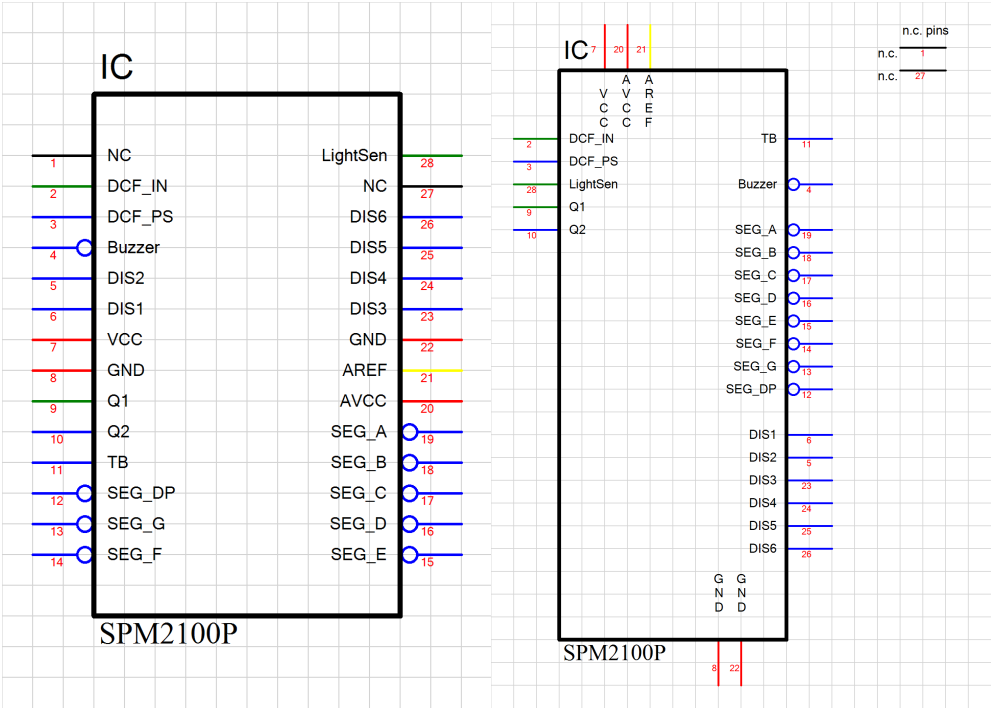 IC
1 NC LightSen 28
2 DCF_IN NC 27
3 DCF_PS DIS6 26
4 Buzzer DIS5 25
5 DIS2 DIS4 24
6 DIS1 DIS3 23
7 VCC GND 22
8 GND AREF 21
9 Q1 AVCC 20
10 Q2 SEG_A 19
11 TB SEG_B 18
12 SEG_DP SEG_C 17
13 SEG_G SEG_D 16
14 SEG_F SEG_E 15
SPM2100P
n.c. pins
n.c. 1
n.c. 27
IC 7 20 21
VCC AVCC AREF
2 DCF_IN TB 11
3 DCF_PS
28 LightSen Buzzer 4
9 Q1
10 Q2 SEG_A 19
SEG_B 18
SEG_C 17
SEG_D 16
SEG_E 15
SEG_F 14
SEG_G 13
SEG_DP 12
DIS1 6
DIS2 5
DIS3 23
DIS4 24
DIS5 25
DIS6 26
GND GND
SPM2100P
8 22